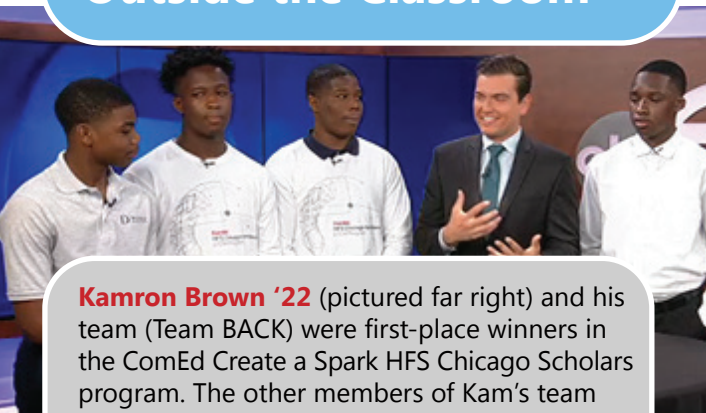 Outside the Classroom
Kamron Brown ‘22 (pictured far right) and his
team (Team BACK) were first-place winners in
the ComEd Create a Spark HFS Chicago Scholars
program. The other members of Kam’s team